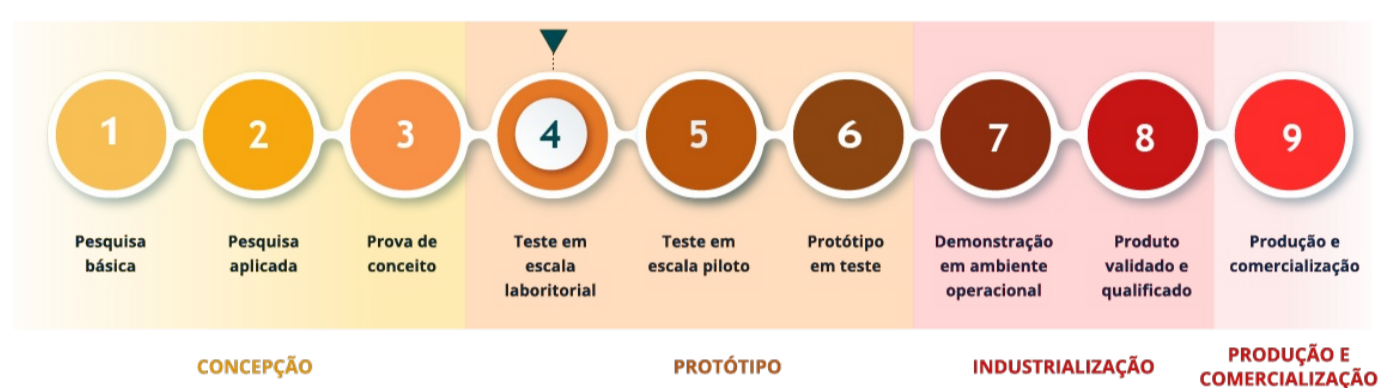 1 2 3 4 5 6 7 8 9
Pesquisa
básica
Pesquisa
aplicada
Prova de
conceito
Teste em
escala
laboritorial
Teste em
escala piloto
Protótipo
em teste
Demonstração
em ambiente
operacional
Produto
validado e
qualificado
Produção e
comercialização
CONCEPÇÃO
PROTÓTIPO
INDUSTRIALIZAÇÃO
PRODUÇÃO E
COMERCIALIZAÇÃO